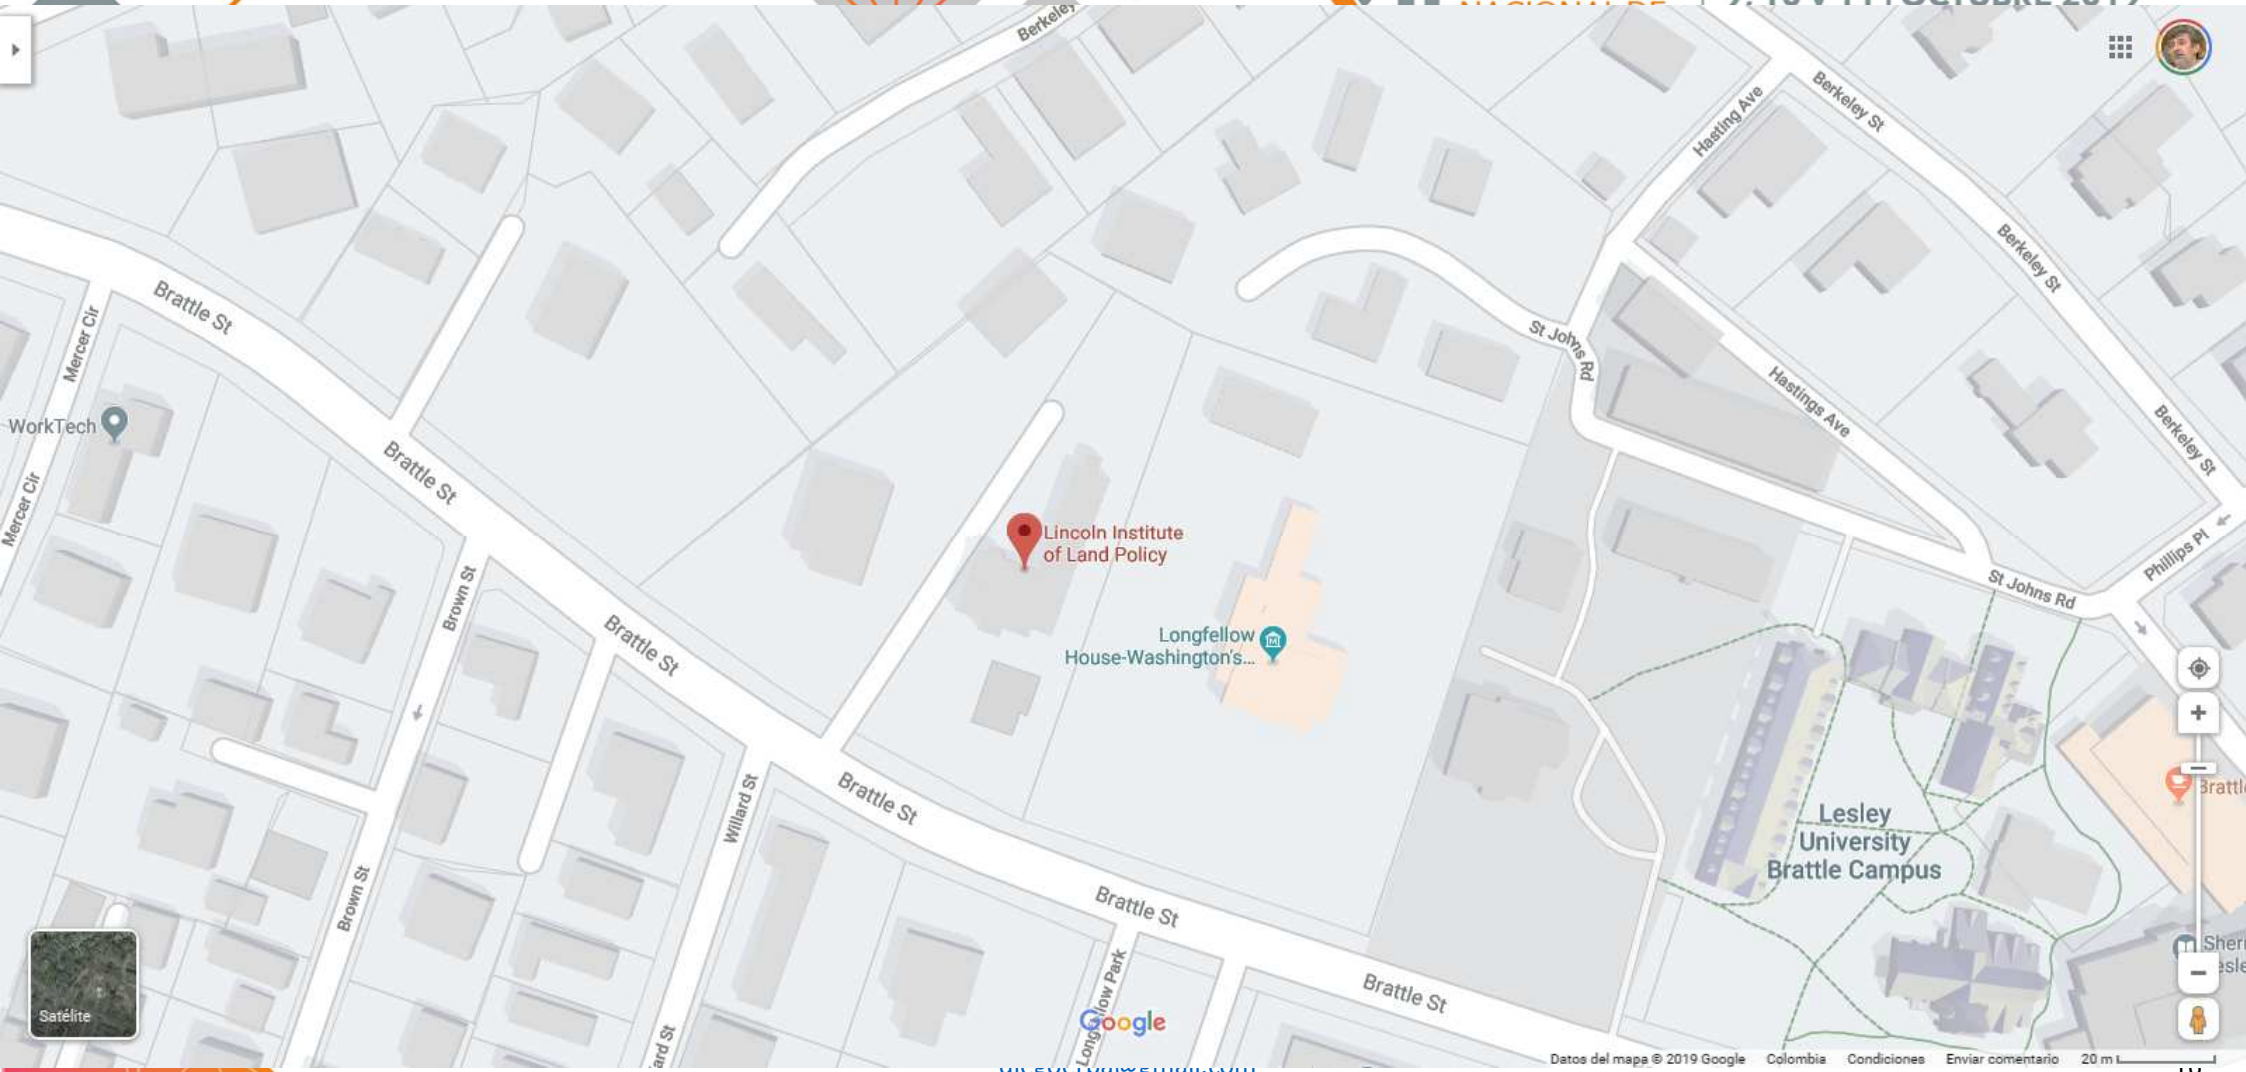 Berkeley
Berkeley St
Hasting Ave
Berkeley St
Brattle St
Mercer Cir
St Johns Rd
Hastings Ave
Berkeley St
WorkTech
Brattle St
Mercer Cir
Lincoln Institute
of Land Policy
Phillips Pl
St Johns Rd
Brown St
Brattle St
Longfellow
House-Washington's...
Willard St
Brattle St
Lesley
University
Brattle Campus
Brown St
Brattle St
Brattle St
Satélite
Google
Datos del mapa © 2019 Google Colombia Condiciones Enviar comentario 20 m